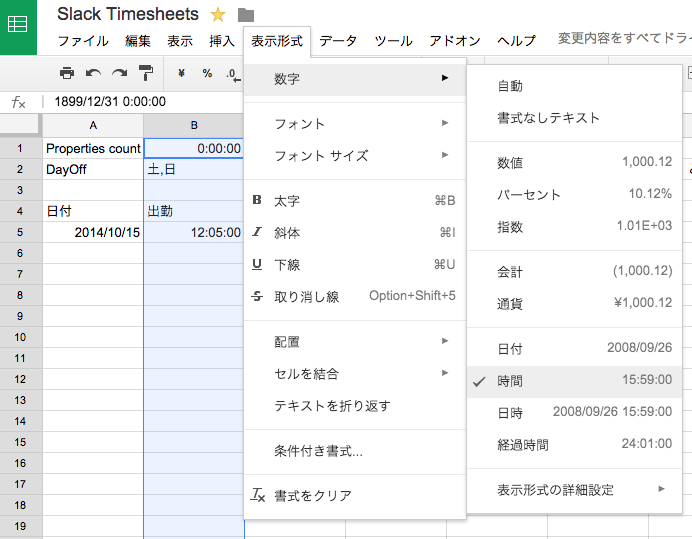 Slack Timesheets
ファイル 編集 表示 挿入 表示形式 データ ツール アドオン ヘルプ 変更内容をすべてドラ
¥ % .0
fx 1899/12/31 0:00:00
A B
1 Properties count 0:00:00
2 DayOff 土,日
3
4 日付 出勤
5 2014/10/15 12:05:00
6
7
8
9
10
11
12
13
14
15
16
17
18
19
数字
フォント
フォント サイズ
B 太字 ⌘B
I 斜体 ⌘I
U 下線 ⌘U
S 取り消し線 Option+Shift+5
配置
セルを結合
テキストを折り返す
条件付き書式...
書式をクリア
自動
書式なしテキスト
数値 1,000.12
パーセント 10.12%
指数 1.01E+03
会計 (1,000.12)
通貨 ¥1,000.12
日付 2008/09/26
時間 15:59:00
日時 2008/09/26 15:59:00
経過時間 24:01:00
表示形式の詳細設定